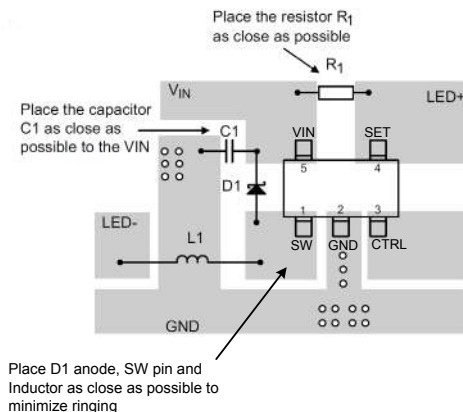 Place the resistor R1
as close as possible
R1
VIN
LED+
Place the capacitor
C1 as close as
possible to the VIN
C1
VIN
SET
5
4
D1
1
2
3
LED-
SW
GND
CTRL
L1
GND
Place D1 anode, SW pin and
Inductor as close as possible to
minimize ringing